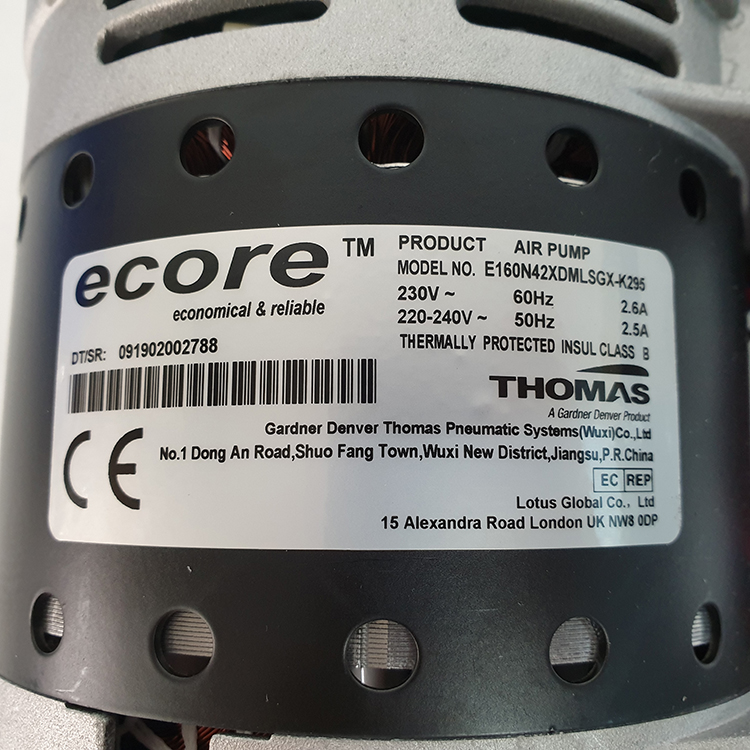 ecore ™
economical & reliable
PRODUCT AIR PUMP
MODEL NO. E160N42XDMLSGX-K295
230V ~ 60Hz 2.6A
220-240V ~ 50Hz 2.5A
THERMALLY PROTECTED INSUL CLASS B
DT/SR: 091902002788
THOMAS
A Gardner Denver Product
CE
Gardner Denver Thomas Pneumatic Systems(Wuxi)Co.,Ltd
No.1 Dong An Road,Shuo Fang Town,Wuxi New District,Jiangsu,P.R.China
EC REP
Lotus Global Co., Ltd
15 Alexandra Road London UK NW8 0DP